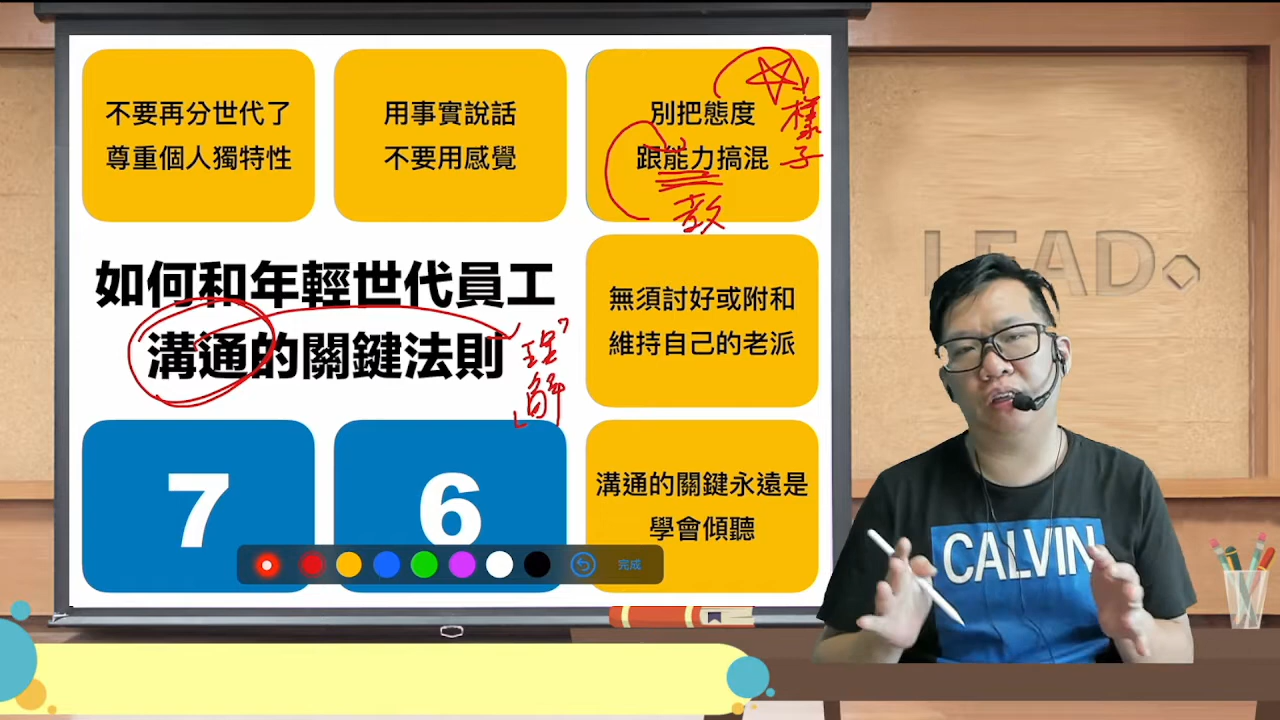 不要再分世代了
尊重個人獨特性
用事實說話
不要用感覺
別把態度
跟能力搞混
樣子
教
如何和年輕世代員工
溝通的關鍵法則
理解
無須討好或附和
維持自己的老派
7
6
溝通的關鍵永遠是
學會傾聽
完成
LEAD
CALVIN